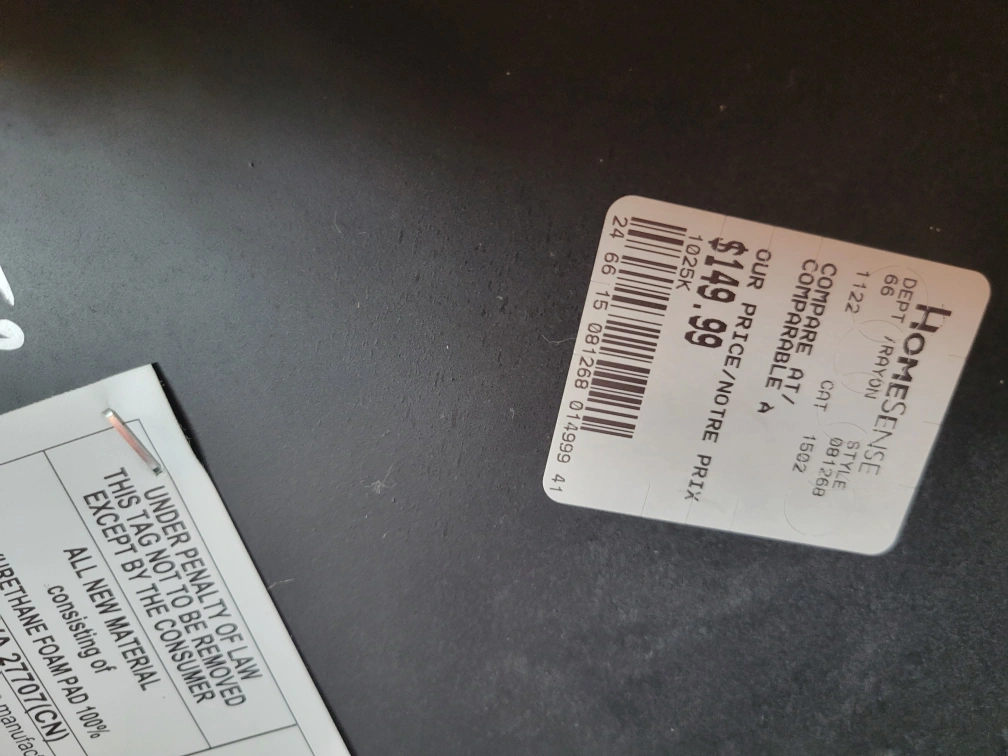 HOMESENSE
DEPT/RAYON STYLE
66 081268
1122 CAT 1502
COMPARE AT/
COMPARABLE A
OUR PRICE/NOTRE PRIX
$149.99
1025K
24 66 15 081268 014999 41
UNDER PENALTY OF LAW
THIS TAG NOT TO BE REMOVED
EXCEPT BY THE CONSUMER
ALL NEW MATERIAL
consisting of
URETHANE FOAM PAD 100%
27707(CN)